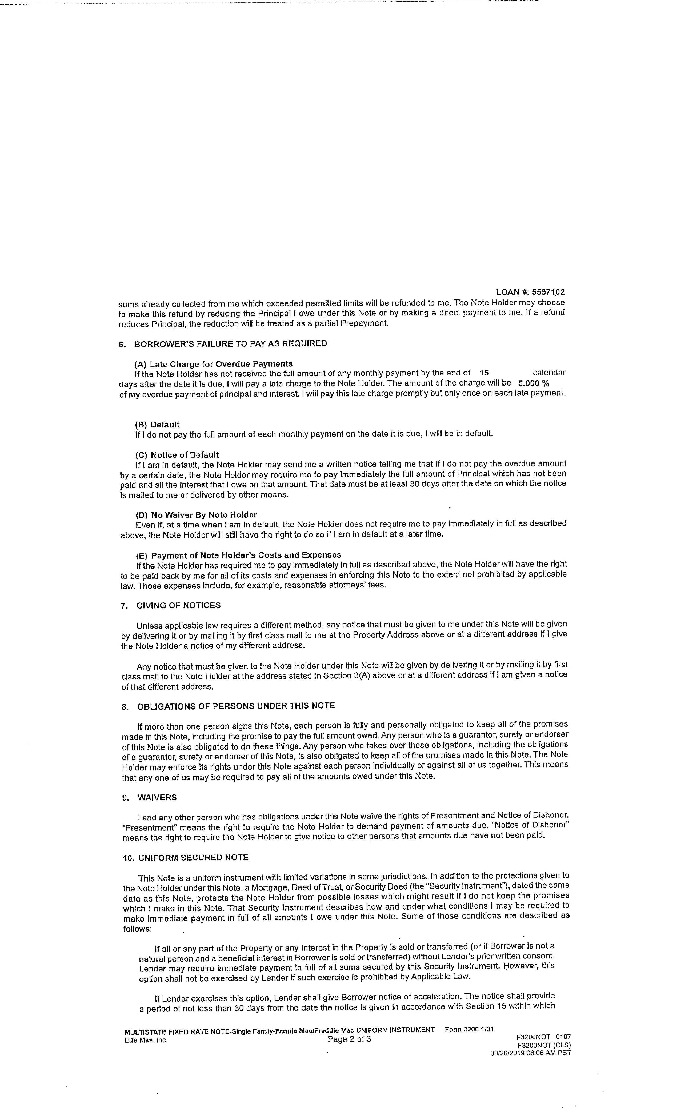 LOAN #: 5587102
sums already collected from me which exceeded permitted limits will be refunded to me. The Note Holder may choose
to make this refund by reducing the Principal I owe under this Note or by making a direct payment to me. If a refund
reduces Principal, the reduction will be treated as a partial Prepayment.
6. BORROWER'S FAILURE TO PAY AS REQUIRED
(A) Late Charge for Overdue Payments
If the Note Holder has not received the full amount of any monthly payment by the end of 15 calendar
days after the date it is due, I will pay a late charge to the Note Holder. The amount of the charge will be 5.000 %
of my overdue payment of principal and interest. I will pay this late charge promptly but only once on each late payment.
(B) Default
If I do not pay the full amount of each monthly payment on the date it is due, I will be in default.
(C) Notice of Default
If I am in default, the Note Holder may send me a written notice telling me that if I do not pay the overdue amount
by a certain date, the Note Holder may require me to pay immediately the full amount of Principal which has not been
paid and all the interest that I owe on that amount. That date must be at least 30 days after the date on which the notice
is mailed to me or delivered by other means.
(D) No Waiver By Note Holder
Even if, at a time when I am in default, the Note Holder does not require me to pay immediately in full as described
above, the Note Holder will still have the right to do so if I am in default at a later time.
(E) Payment of Note Holder's Costs and Expenses
If the Note Holder has required me to pay immediately in full as described above, the Note Holder will have the right
to be paid back by me for all of its costs and expenses in enforcing this Note to the extent not prohibited by applicable
law. Those expenses include, for example, reasonable attorneys' fees.
7. GIVING OF NOTICES
Unless applicable law requires a different method, any notice that must be given to me under this Note will be given
by delivering it or by mailing it by first class mail to me at the Property Address above or at a different address if I give
the Note Holder a notice of my different address.
Any notice that must be given to the Note Holder under this Note will be given by delivering it or by mailing it by first
class mail to the Note Holder at the address stated in Section 3(A) above or at a different address if I am given a notice
of that different address.
8. OBLIGATIONS OF PERSONS UNDER THIS NOTE
If more than one person signs this Note, each person is fully and personally obligated to keep all of the promises
made in this Note, including the promise to pay the full amount owed. Any person who is a guarantor, surety or endorser
of this Note is also obligated to do these things. Any person who takes over these obligations, including the obligations
of a guarantor, surety or endorser of this Note, is also obligated to keep all of the promises made in this Note. The Note
Holder may enforce its rights under this Note against each person individually or against all of us together. This means
that any one of us may be required to pay all of the amounts owed under this Note.
9. WAIVERS
I and any other person who has obligations under this Note waive the rights of Presentment and Notice of Dishonor.
"Presentment" means the right to require the Note Holder to demand payment of amounts due. "Notice of Dishonor"
means the right to require the Note Holder to give notice to other persons that amounts due have not been paid.
10. UNIFORM SECURED NOTE
This Note is a uniform instrument with limited variations in some jurisdictions. In addition to the protections given to
the Note Holder under this Note, a Mortgage, Deed of Trust, or Security Deed (the "Security Instrument"), dated the same
date as this Note, protects the Note Holder from possible losses which might result if I do not keep the promises
which I make in this Note. That Security Instrument describes how and under what conditions I may be required to
make immediate payment in full of all amounts I owe under this Note. Some of those conditions are described as
follows:
If all or any part of the Property or any Interest in the Property is sold or transferred (or if Borrower is not a
natural person and a beneficial interest in Borrower is sold or transferred) without Lender's prior written consent,
Lender may require immediate payment in full of all sums secured by this Security Instrument. However, this
option shall not be exercised by Lender if such exercise is prohibited by Applicable Law.
If Lender exercises this option, Lender shall give Borrower notice of acceleration. The notice shall provide
a period of not less than 30 days from the date the notice is given in accordance with Section 15 within which
MULTISTATE FIXED RATE NOTE-Single Family-Fannie Mae/Freddie Mac UNIFORM INSTRUMENT Form 3200 1/01
Ellie Mae, Inc. Page 2 of 3
F3200NOT 0107
F3200NOT (CLS)
08:06 AM PST